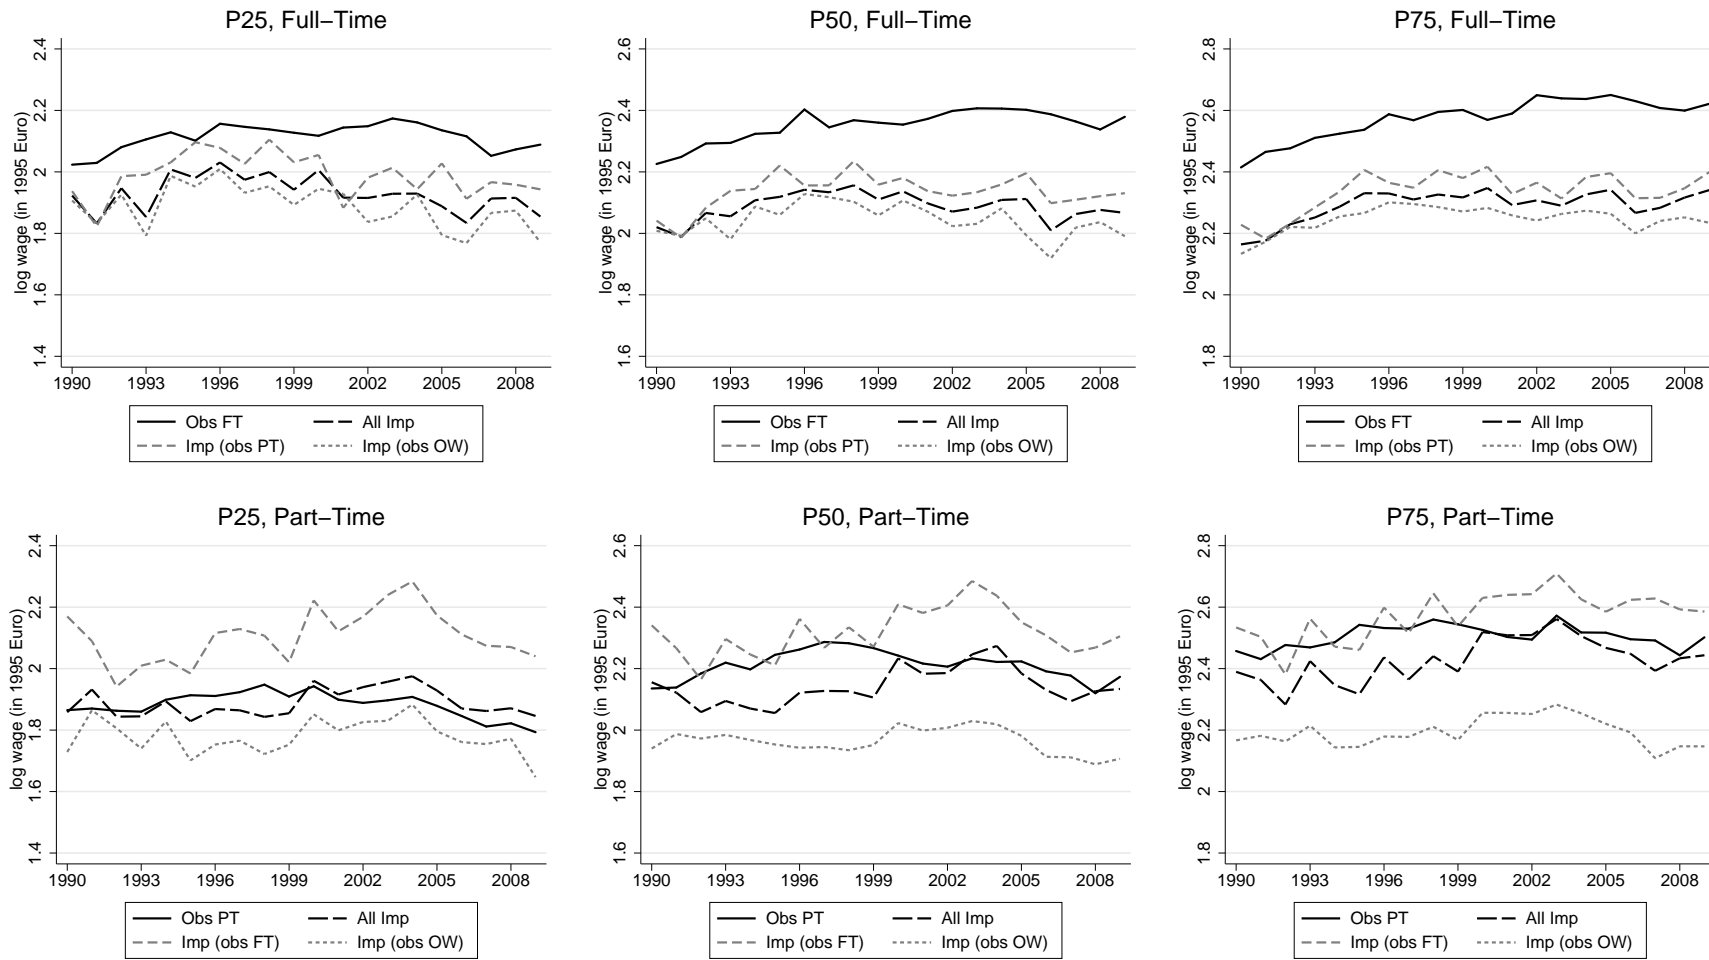 P25, Full−Time
log wage (in 1995 Euro)
2.4
2.2
2
1.8
1.6
1.4
1990 1993 1996 1999 2002 2005 2008
Obs FT All Imp
Imp (obs PT) Imp (obs OW)
P50, Full−Time
log wage (in 1995 Euro)
2.6
2.4
2.2
2
1.8
1.6
1990 1993 1996 1999 2002 2005 2008
Obs FT All Imp
Imp (obs PT) Imp (obs OW)
P75, Full−Time
log wage (in 1995 Euro)
2.8
2.6
2.4
2.2
2
1.8
1990 1993 1996 1999 2002 2005 2008
Obs FT All Imp
Imp (obs PT) Imp (obs OW)
P25, Part−Time
log wage (in 1995 Euro)
2.4
2.2
2
1.8
1.6
1.4
1990 1993 1996 1999 2002 2005 2008
Obs PT All Imp
Imp (obs FT) Imp (obs OW)
P50, Part−Time
log wage (in 1995 Euro)
2.6
2.4
2.2
2
1.8
1.6
1990 1993 1996 1999 2002 2005 2008
Obs PT All Imp
Imp (obs FT) Imp (obs OW)
P75, Part−Time
log wage (in 1995 Euro)
2.8
2.6
2.4
2.2
2
1.8
1990 1993 1996 1999 2002 2005 2008
Obs PT All Imp
Imp (obs FT) Imp (obs OW)